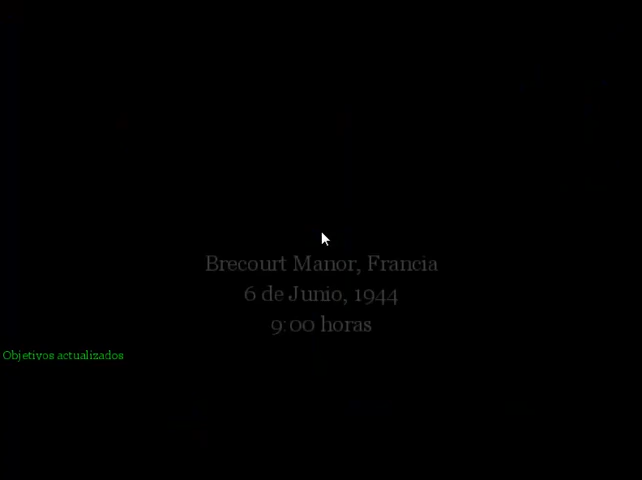 Brecourt Manor, Francia
6 de Junio, 1944
9:00 horas
Objetivos actualizados